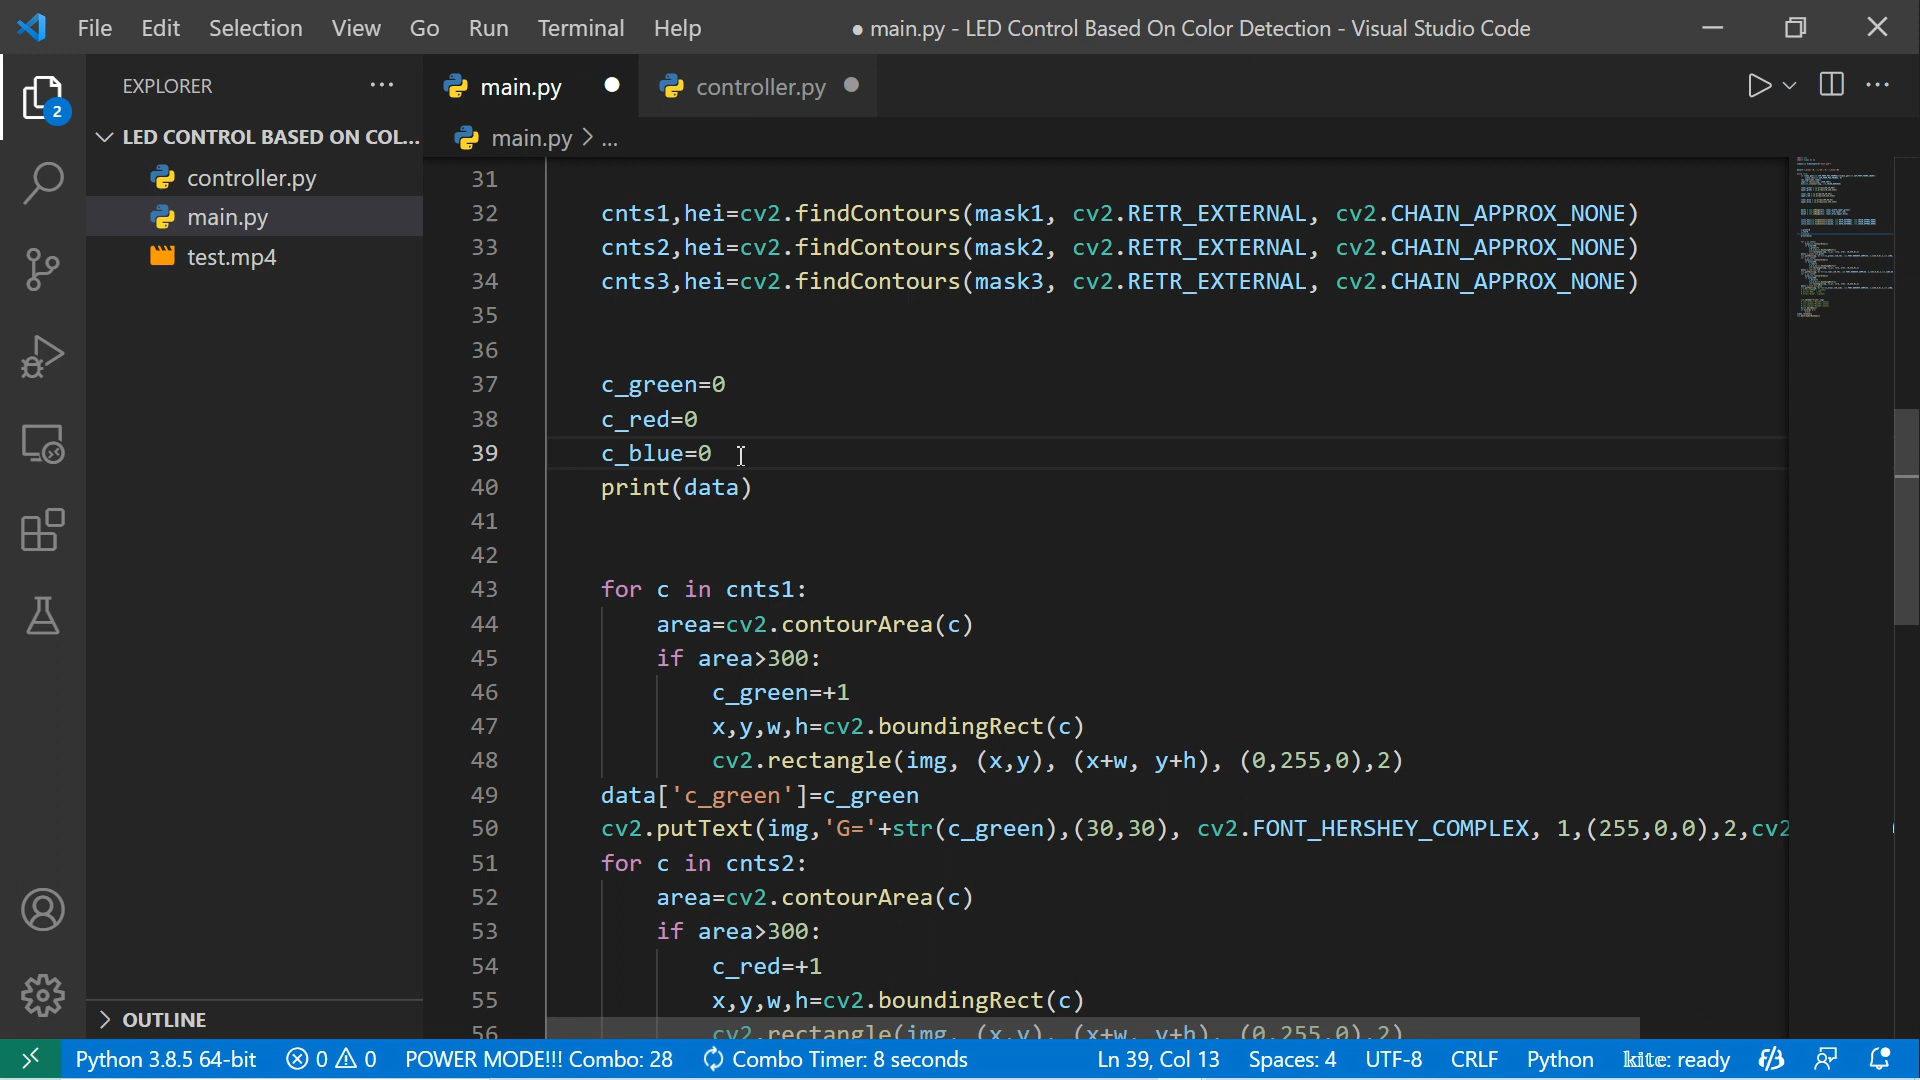 File Edit Selection View Go Run Terminal Help ● main.py - LED Control Based On Color Detection - Visual Studio Code
EXPLORER ···
main.py ● controller.py ●
LED CONTROL BASED ON COL...
main.py > ...
controller.py
main.py
test.mp4
2
31
32 cnts1,hei=cv2.findContours(mask1, cv2.RETR_EXTERNAL, cv2.CHAIN_APPROX_NONE)
33 cnts2,hei=cv2.findContours(mask2, cv2.RETR_EXTERNAL, cv2.CHAIN_APPROX_NONE)
34 cnts3,hei=cv2.findContours(mask3, cv2.RETR_EXTERNAL, cv2.CHAIN_APPROX_NONE)
35
36
37 c_green=0
38 c_red=0
39 c_blue=0
40 print(data)
41
42
43 for c in cnts1:
44 area=cv2.contourArea(c)
45 if area>300:
46 c_green=+1
47 x,y,w,h=cv2.boundingRect(c)
48 cv2.rectangle(img, (x,y), (x+w, y+h), (0,255,0),2)
49 data['c_green']=c_green
50 cv2.putText(img,'G='+str(c_green),(30,30), cv2.FONT_HERSHEY_COMPLEX, 1,(255,0,0),2,cv2
51 for c in cnts2:
52 area=cv2.contourArea(c)
53 if area>300:
54 c_red=+1
55 x,y,w,h=cv2.boundingRect(c)
56 cv2.rectangle(img, (x,y), (x+w, y+h), (0,255,0),2)
OUTLINE
Python 3.8.5 64-bit 0 0 POWER MODE!!! Combo: 28 Combo Timer: 8 seconds Ln 39, Col 13 Spaces: 4 UTF-8 CRLF Python kite: ready